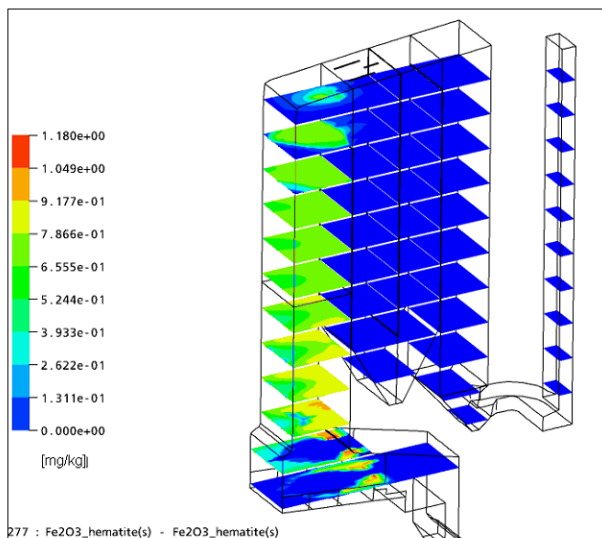 1.180e+00
1.049e+00
9.177e-01
7.866e-01
6.555e-01
5.244e-01
3.933e-01
2.622e-01
1.311e-01
0.000e+00
[mg/kg]
277 : Fe2O3_hematite(s) - Fe2O3_hematite(s)